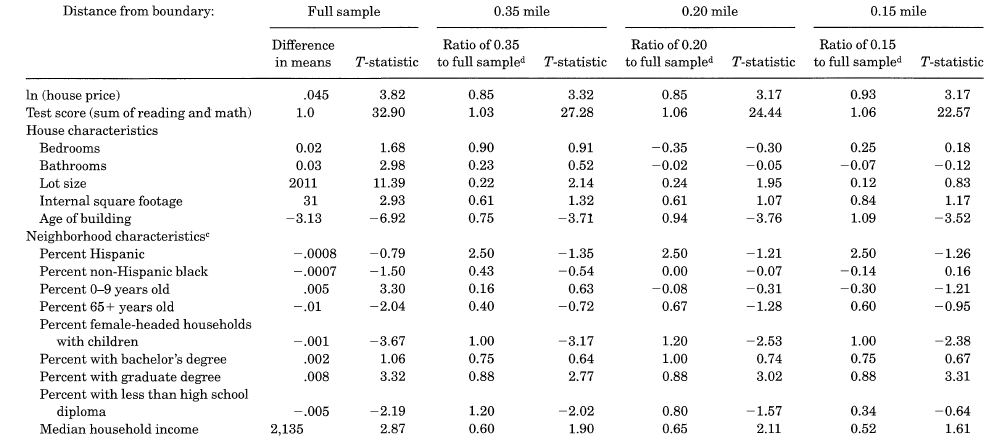 Distance from boundary: Full sample 0.35 mile 0.20 mile 0.15 mile
Difference Ratio of 0.35 Ratio of 0.20 Ratio of 0.15
in means T-statistic to full sampleᵈ T-statistic to full sampleᵈ T-statistic to full sampleᵈ T-statistic
ln (house price) .045 3.82 0.85 3.32 0.85 3.17 0.93 3.17
Test score (sum of reading and math) 1.0 32.90 1.03 27.28 1.06 24.44 1.06 22.57
House characteristics
Bedrooms 0.02 1.68 0.90 0.91 −0.35 −0.30 0.25 0.18
Bathrooms 0.03 2.98 0.23 0.52 −0.02 −0.05 −0.07 −0.12
Lot size 2011 11.39 0.22 2.14 0.24 1.95 0.12 0.83
Internal square footage 31 2.93 0.61 1.32 0.61 1.07 0.84 1.17
Age of building −3.13 −6.92 0.75 −3.71 0.94 −3.76 1.09 −3.52
Neighborhood characteristicsᶜ
Percent Hispanic −.0008 −0.79 2.50 −1.35 2.50 −1.21 2.50 −1.26
Percent non-Hispanic black −.0007 −1.50 0.43 −0.54 0.00 −0.07 −0.14 0.16
Percent 0–9 years old .005 3.30 0.16 0.63 −0.08 −0.31 −0.30 −1.21
Percent 65+ years old −.01 −2.04 0.40 −0.72 0.67 −1.28 0.60 −0.95
Percent female-headed households
with children −.001 −3.67 1.00 −3.17 1.20 −2.53 1.00 −2.38
Percent with bachelor's degree .002 1.06 0.75 0.64 1.00 0.74 0.75 0.67
Percent with graduate degree .008 3.32 0.88 2.77 0.88 3.02 0.88 3.31
Percent with less than high school
diploma −.005 −2.19 1.20 −2.02 0.80 −1.57 0.34 −0.64
Median household income 2,135 2.87 0.60 1.90 0.65 2.11 0.52 1.61